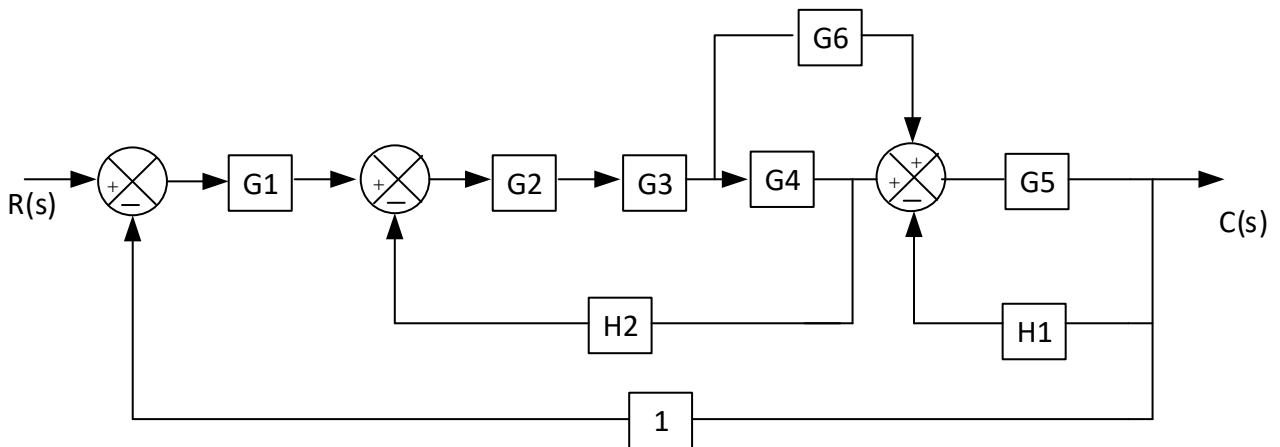 G6
+
+ G1 + G2 G3 G4 + G5
R(s) − − − C(s)
H2 H1
1